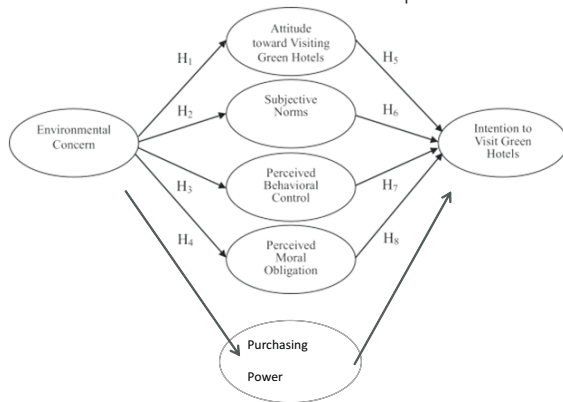 Attitude
toward Visiting
Green Hotels
H₁
H₅
H₂
Subjective
Norms
H₆
Environmental
Concern
Intention to
Visit Green
Hotels
H₃
Perceived
Behavioral
Control
H₇
H₄
Perceived
Moral
Obligation
H₈
Purchasing
Power